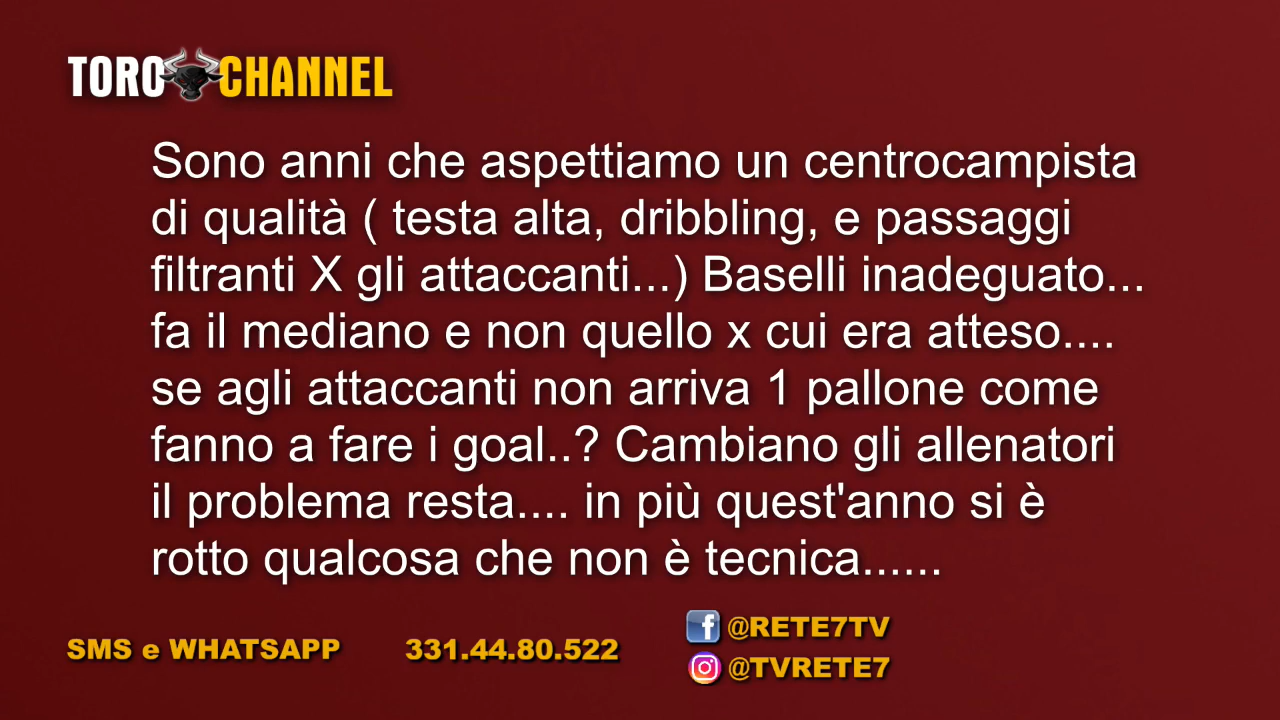 TORO CHANNEL
Sono anni che aspettiamo un centrocampista
di qualità ( testa alta, dribbling, e passaggi
filtranti X gli attaccanti...) Baselli inadeguato...
fa il mediano e non quello x cui era atteso....
se agli attaccanti non arriva 1 pallone come
fanno a fare i goal..? Cambiano gli allenatori
il problema resta.... in più quest'anno si è
rotto qualcosa che non è tecnica......
SMS e WHATSAPP 331.44.80.522
@RETE7TV
@TVRETE7